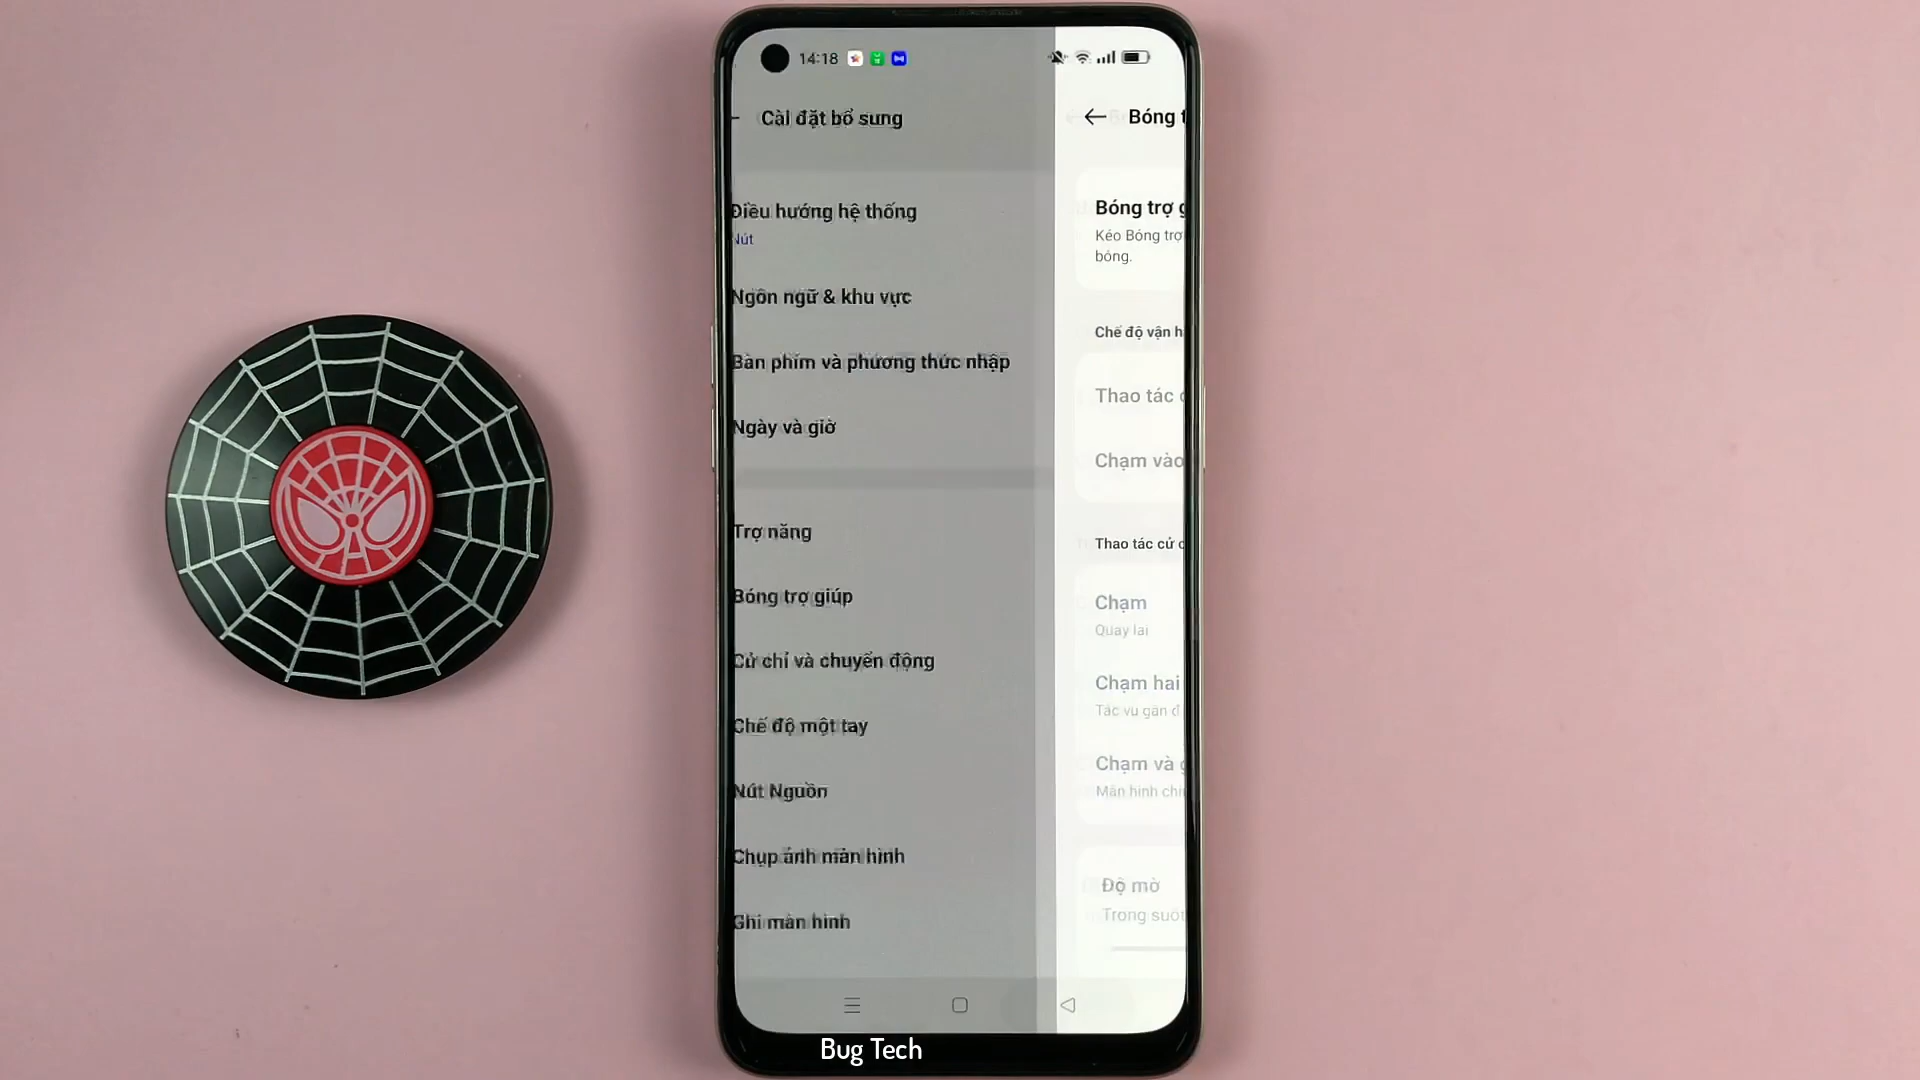 14:18
Cài đặt bổ sung
Điều hướng hệ thống
Nút
Ngôn ngữ & khu vực
Bàn phím và phương thức nhập
Ngày và giờ
Trợ năng
Bóng trợ giúp
Cử chỉ và chuyển động
Chế độ một tay
Nút Nguồn
Chụp ảnh màn hình
Ghi màn hình
Bóng t
Bóng trợ g
Kéo Bóng trợ
bóng.
Chế độ vận h
Thao tác c
Chạm vào
Thao tác cử c
Chạm
Quay lại
Chạm hai
Tác vụ gần đ
Chạm và g
Màn hình chí
Độ mờ
Trong suốt
Bug Tech